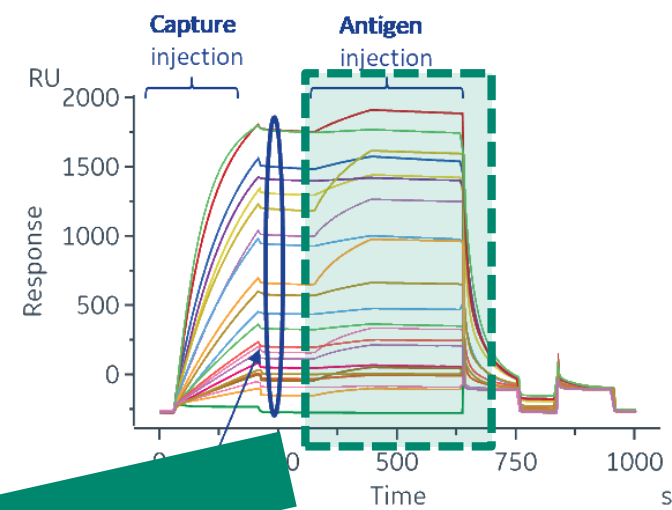 Capture
injection
Antigen
injection
RU
2000
1500
1000
500
0
Response
0
500
750
1000
Time
s